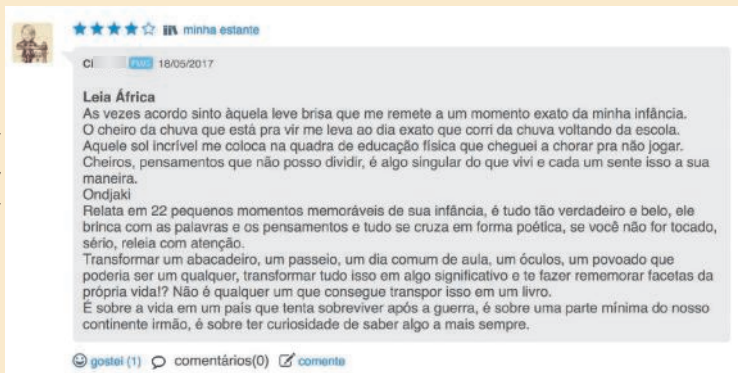 minha estante
Cl 18/05/2017
Leia África
As vezes acordo sinto àquela leve brisa que me remete a um momento exato da minha infância.
O cheiro da chuva que está pra vir me leva ao dia exato que corri da chuva voltando da escola.
Aquele sol incrível me coloca na quadra de educação física que cheguei a chorar pra não jogar.
Cheiros, pensamentos que não posso dividir, é algo singular do que vivi e cada um sente isso a sua
maneira.
Ondjaki
Relata em 22 pequenos momentos memoráveis de sua infância, é tudo tão verdadeiro e belo, ele
brinca com as palavras e os pensamentos e tudo se cruza em forma poética, se você não for tocado,
sério, releia com atenção.
Transformar um abacadeiro, um passeio, um dia comum de aula, um óculos, um povoado que
poderia ser um qualquer, transformar tudo isso em algo significativo e te fazer rememorar facetas da
própria vida!? Não é qualquer um que consegue transpor isso em um livro.
É sobre a vida em um país que tenta sobreviver após a guerra, é sobre uma parte mínima do nosso
continente irmão, é sobre ter curiosidade de saber algo a mais sempre.
gostei (1) comentários(0) comente